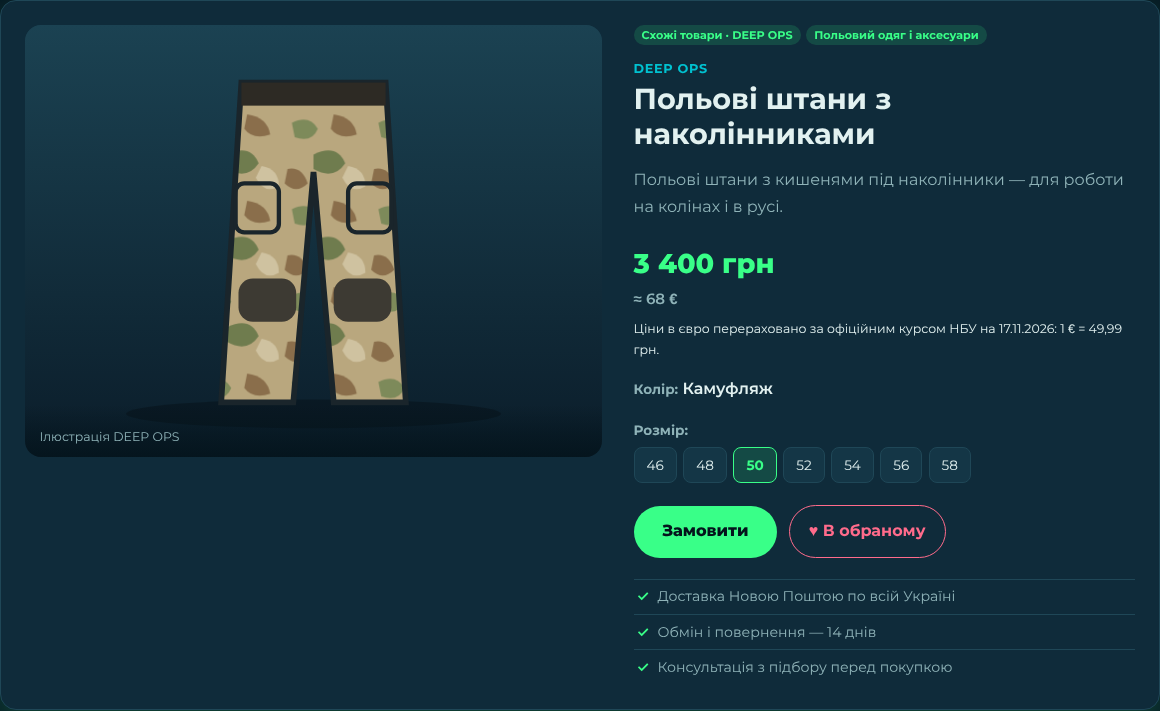 Схожі товари · DEEP OPS
Польовий одяг і аксесуари
DEEP OPS
Польові штани з
наколінниками
Польові штани з кишенями під наколінники — для роботи
на колінах і в русі.
3 400 грн
≈ 68 €
Ціни в євро перераховано за офіційним курсом НБУ на 17.11.2026: 1 € = 49,99
грн.
Колір: Камуфляж
Розмір:
46 48 50 52 54 56 58
Замовити
♥ В обраному
Доставка Новою Поштою по всій Україні
Обмін і повернення — 14 днів
Консультація з підбору перед покупкою
Ілюстрація DEEP OPS